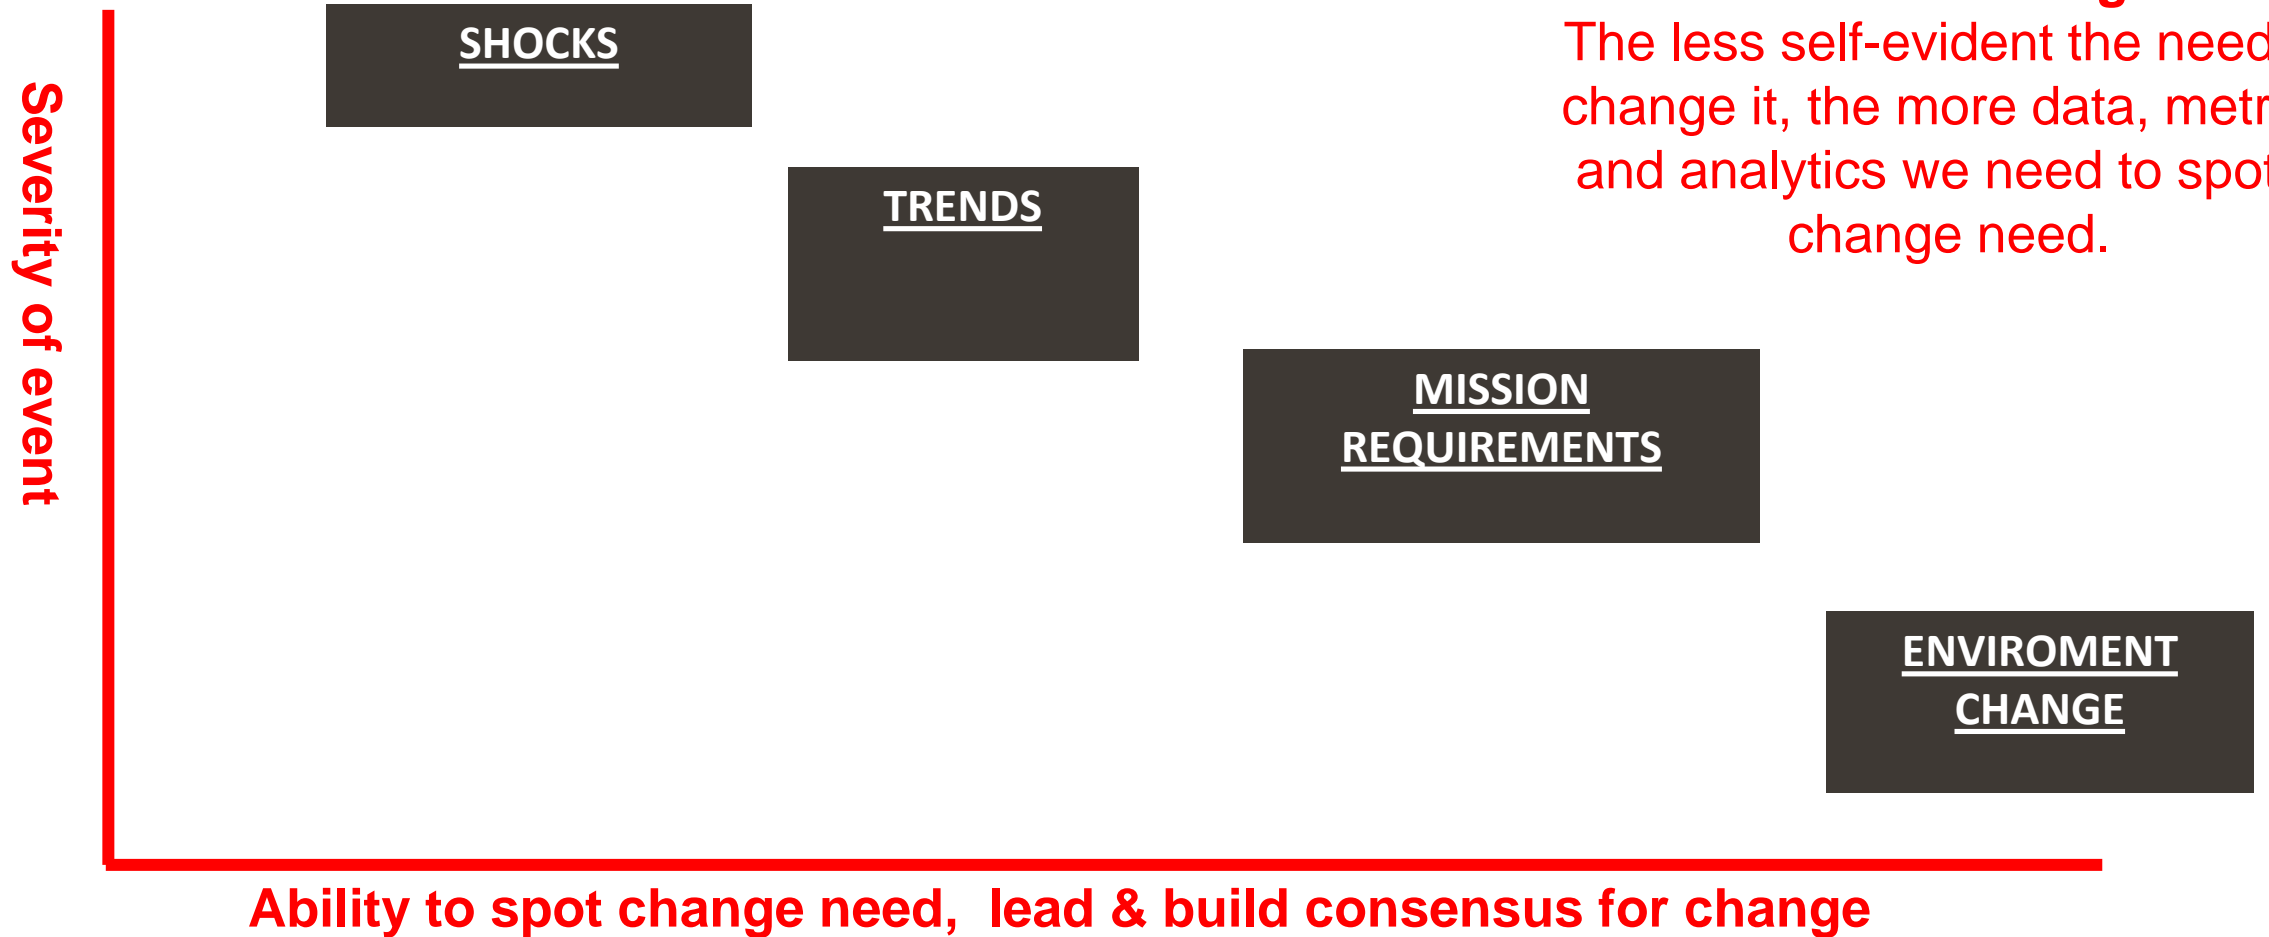 SHOCKS
The less self-evident the need
change it, the more data, metr
and analytics we need to spot
change need.
TRENDS
MISSION
REQUIREMENTS
ENVIROMENT
CHANGE
Severity of event
Ability to spot change need, lead & build consensus for change